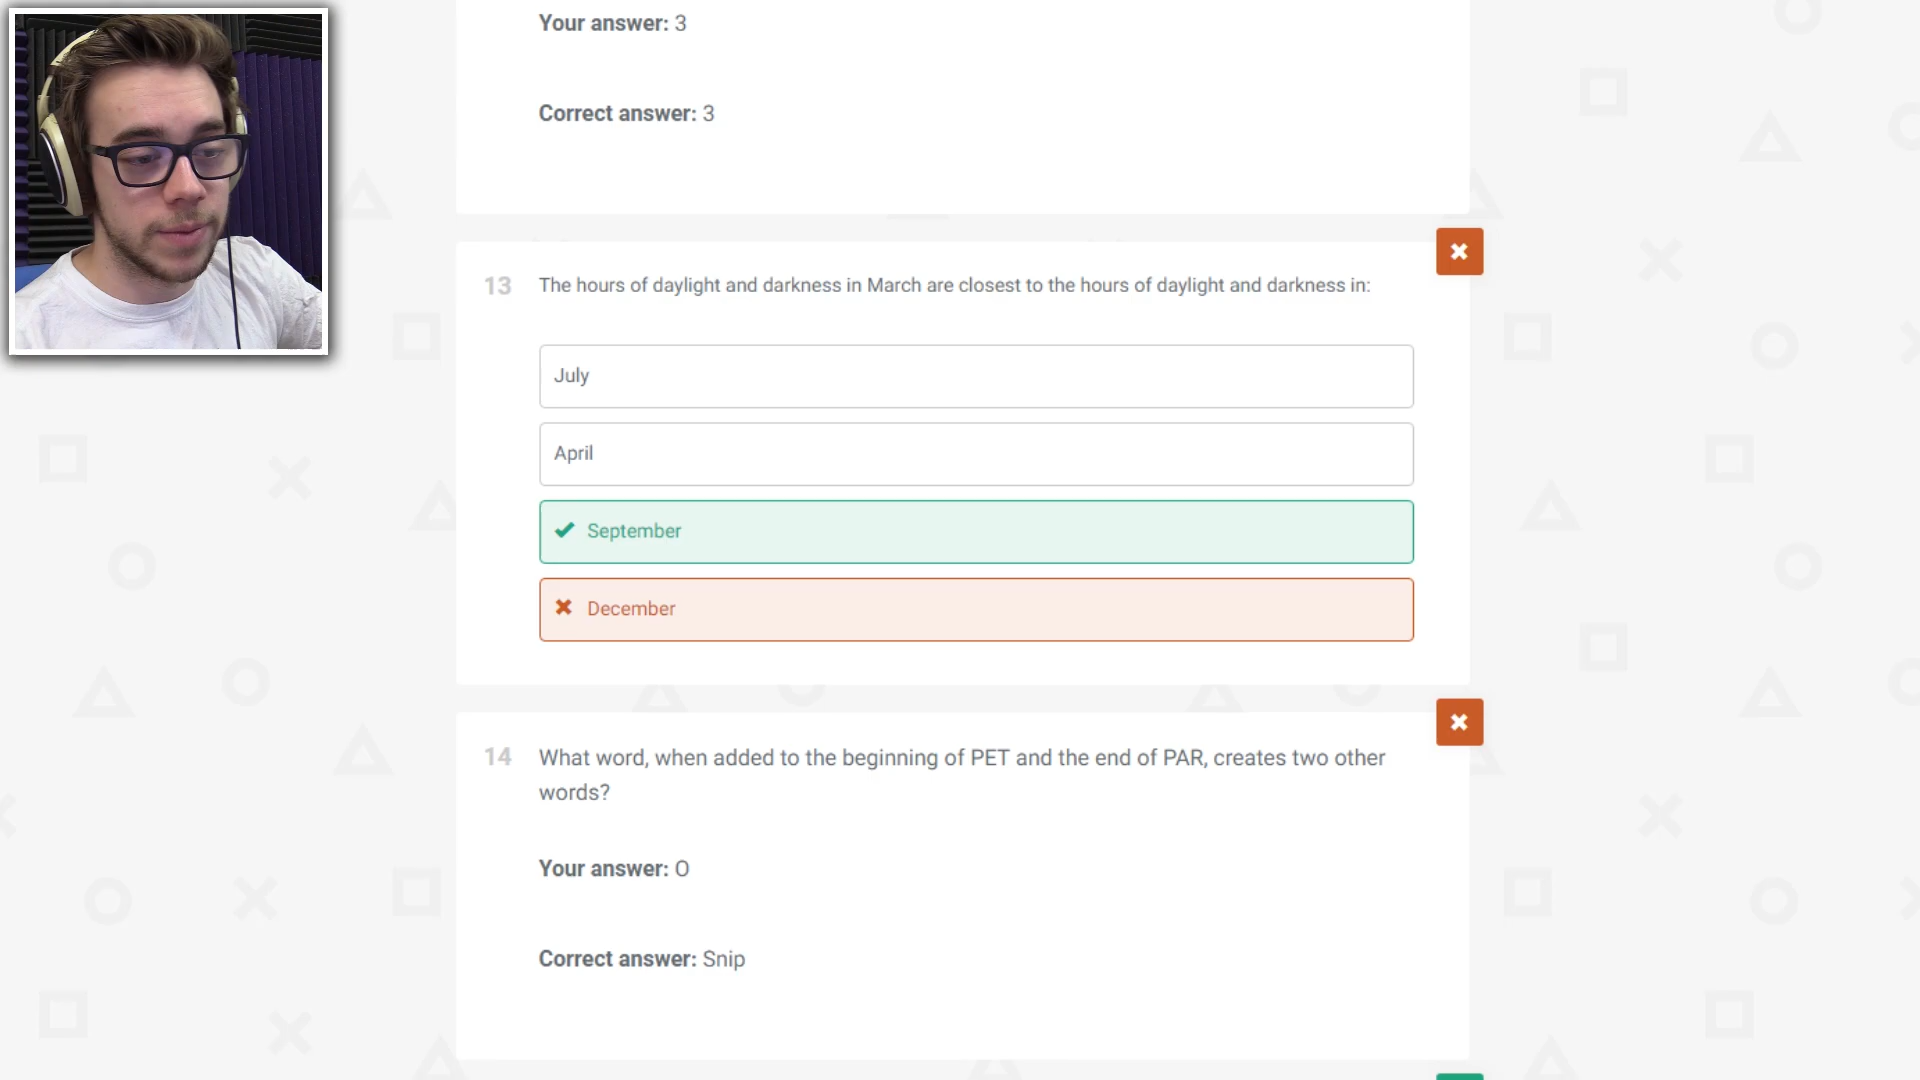 Your answer: 3
Correct answer: 3
13 The hours of daylight and darkness in March are closest to the hours of daylight and darkness in:
July
April
September
December
14 What word, when added to the beginning of PET and the end of PAR, creates two other
words?
Your answer: O
Correct answer: Snip